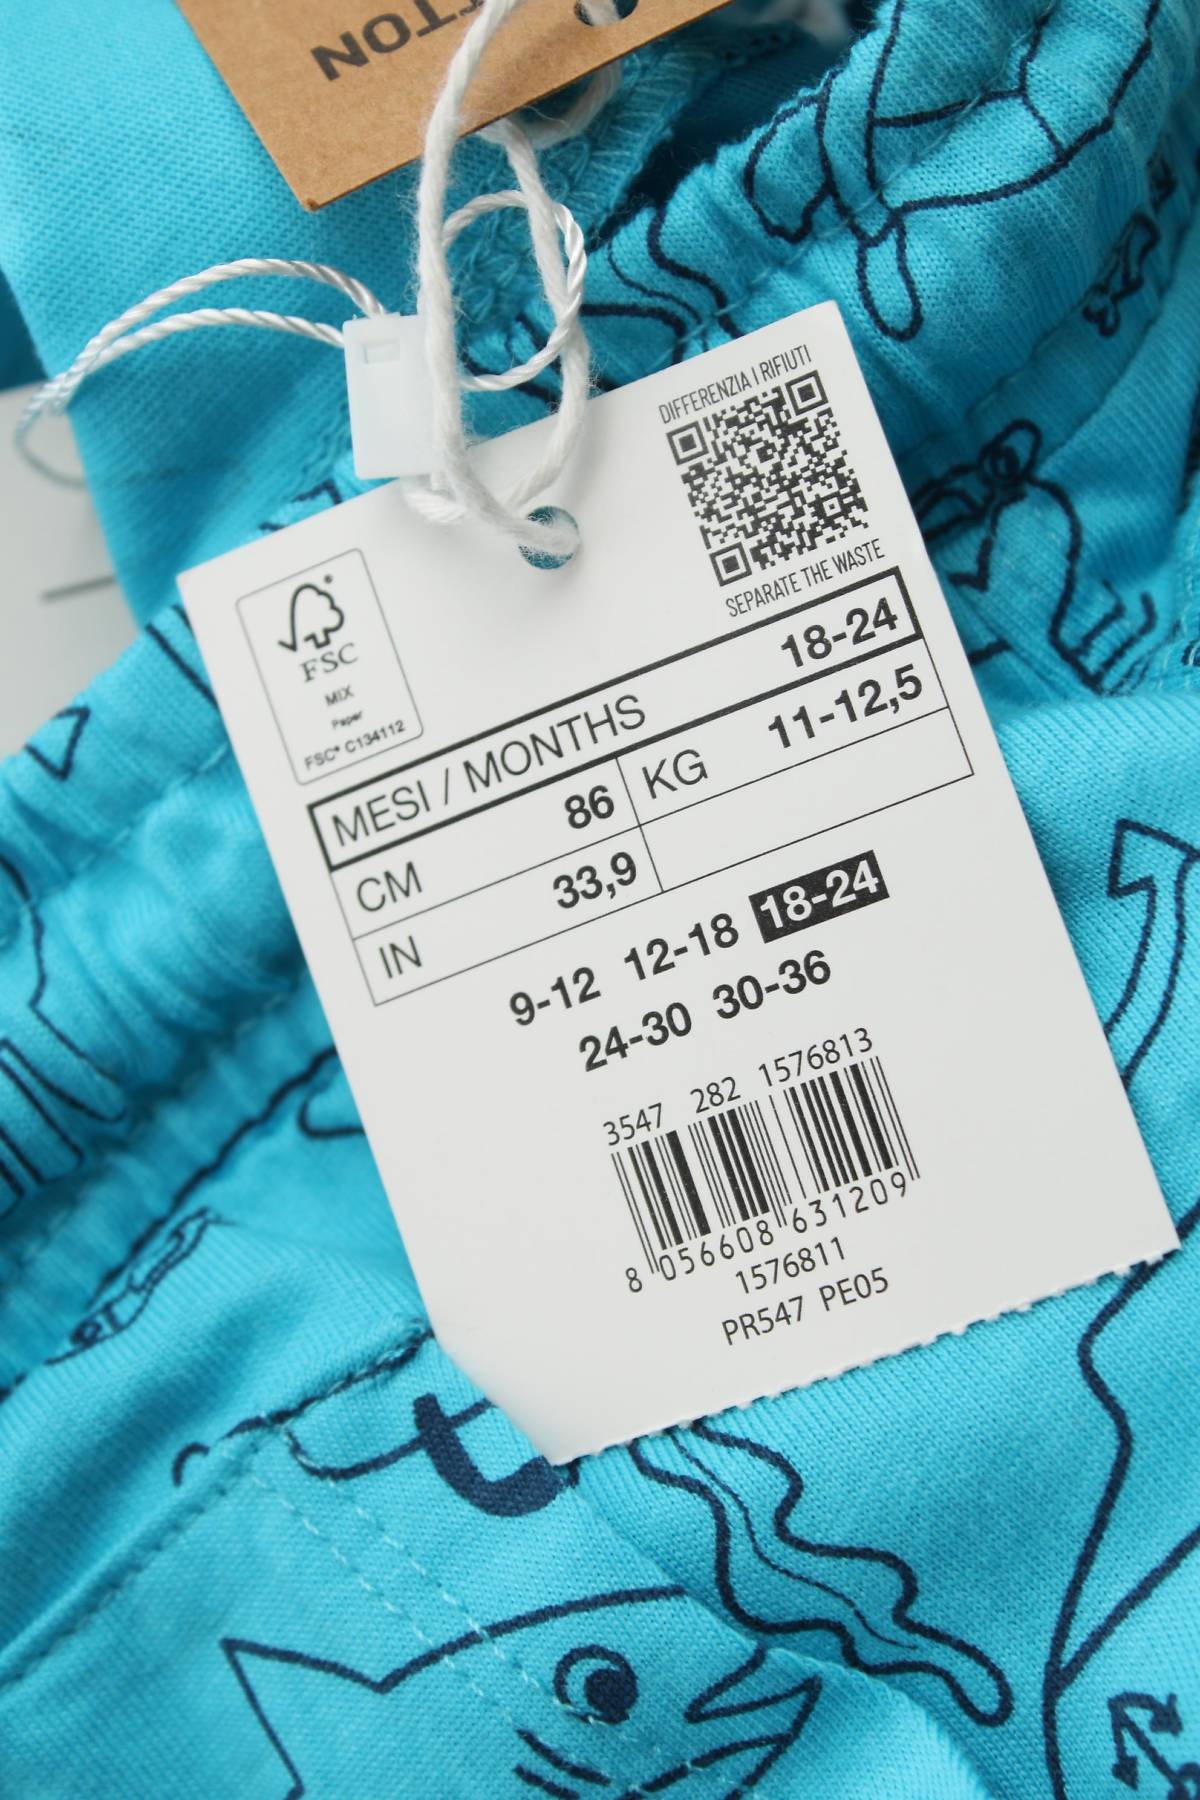 TTON
DIFFERENZIA I RIFIUTI
SEPARATE THE WASTE
FSC
MIX
Paper
FSC® C134112
MESI / MONTHS 18-24
CM 86 KG 11-12,5
IN 33,9
9-12 12-18 18-24
24-30 30-36
3547 282 1576813
8 056608 631209
1576811
PR547 PE05